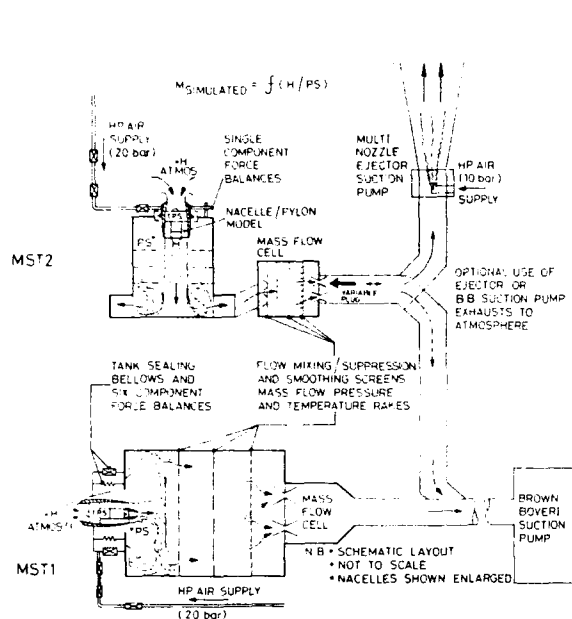 M SIMULATED = f (H/PS)
HP AIR
SUPPLY
(20 bar)
*H
ATMOS
SINGLE
COMPONENT
FORCE
BALANCES
TPS
NACELLE/PYLON
MODEL
PS*
MASS FLOW
CELL
MST2
MULTI
NOZZLE
EJECTOR
SUCTION
PUMP
HP AIR
(10 bar)
SUPPLY
VARIABLE
PLUG
OPTIONAL USE OF
EJECTOR OR
B.B SUCTION PUMP
EXHAUSTS TO
ATMOSPHERE
TANK SEALING
BELLOWS AND
SIX COMPONENT
FORCE BALANCES
FLOW MIXING/SUPPRESSION
AND SMOOTHING SCREENS
MASS FLOW PRESSURE
AND TEMPERATURE RAKES
*H
ATMOS
TPS
*PS
MASS
FLOW
CELL
BROWN
BOVERI
SUCTION
PUMP
MST1
N.B * SCHEMATIC LAYOUT
* NOT TO SCALE
* NACELLES SHOWN ENLARGED
HP AIR SUPPLY
(20 bar)